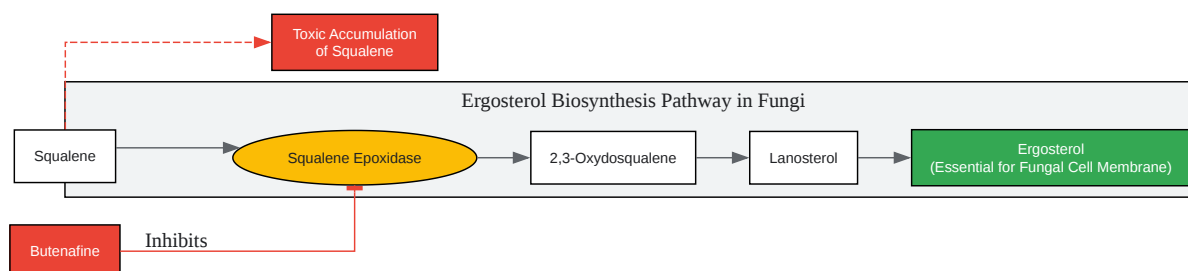 Toxic Accumulation
of Squalene
Ergosterol Biosynthesis Pathway in Fungi
Squalene
Squalene Epoxidase
2,3-Oxydosqualene
Lanosterol
Ergosterol
(Essential for Fungal Cell Membrane)
Butenafine
Inhibits